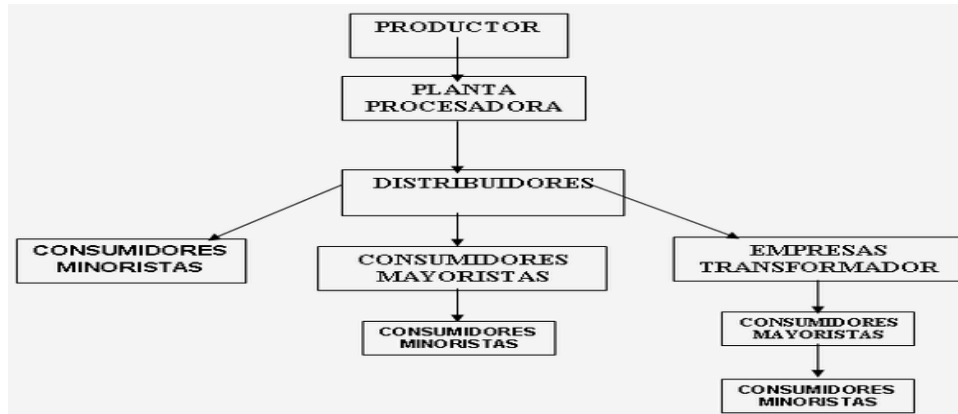 PRODUCTOR
PLANTA
PROCESADORA
DISTRIBUIDORES
CONSUMIDORES
MINORISTAS
CONSUMIDORES
MAYORISTAS
EMPRESAS
TRANSFORMADOR
CONSUMIDORES
MINORISTAS
CONSUMIDORES
MAYORISTAS
CONSUMIDORES
MINORISTAS